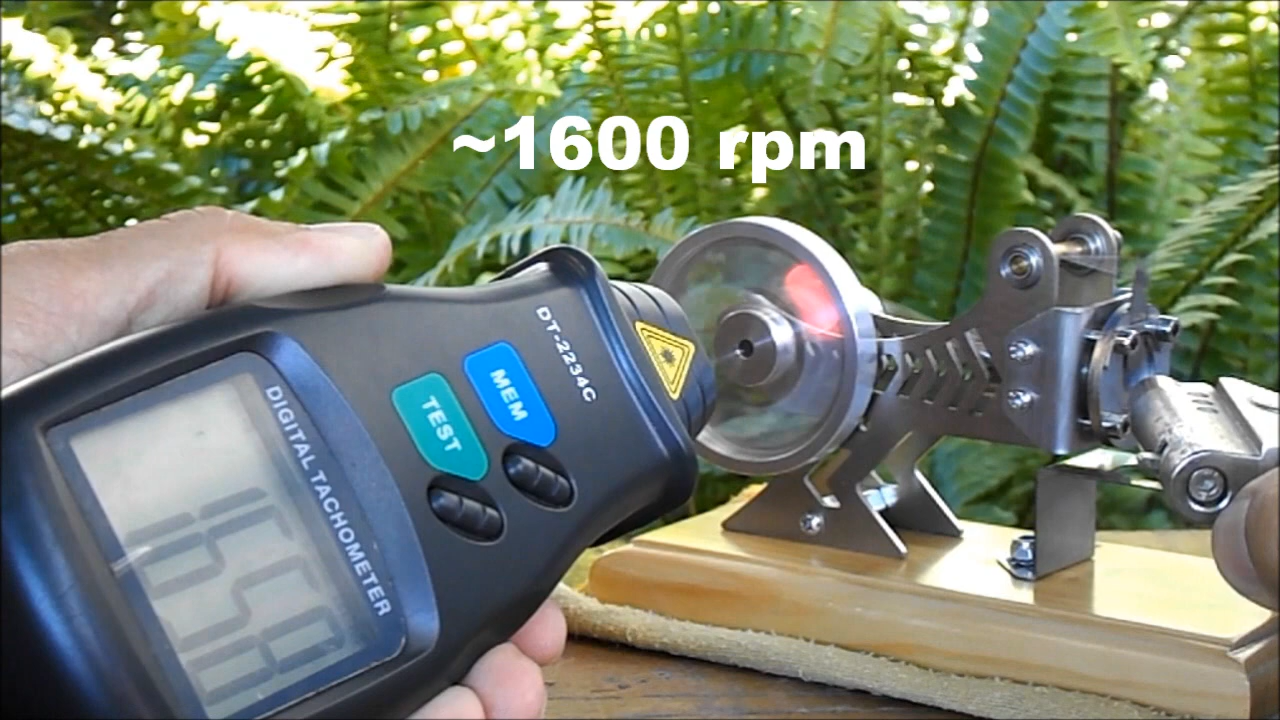 ~1600 rpm
DT-2234C
MEM
TEST
DIGITAL TACHOMETER